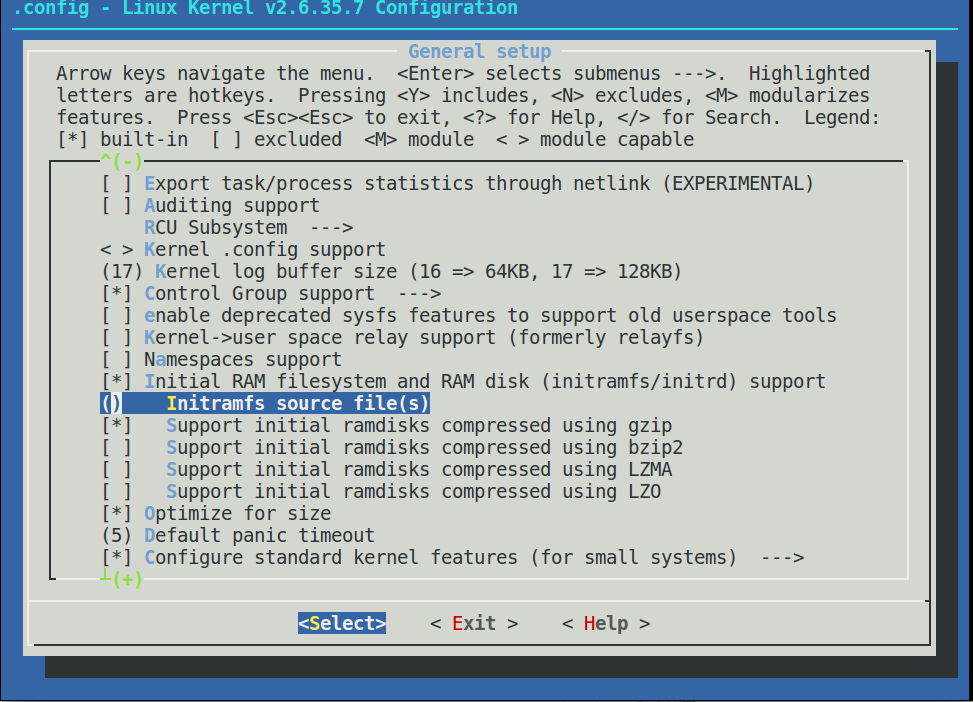 .config - Linux Kernel v2.6.35.7 Configuration
General setup
Arrow keys navigate the menu.  <Enter> selects submenus --->.  Highlighted
letters are hotkeys.  Pressing <Y> includes, <N> excludes, <M> modularizes
features.  Press <Esc><Esc> to exit, <?> for Help, </> for Search.  Legend:
[*] built-in  [ ] excluded  <M> module  < > module capable
^(-)
[ ] Export task/process statistics through netlink (EXPERIMENTAL)
[ ] Auditing support
RCU Subsystem  --->
< > Kernel .config support
(17) Kernel log buffer size (16 => 64KB, 17 => 128KB)
[*] Control Group support  --->
[ ] enable deprecated sysfs features to support old userspace tools
[ ] Kernel->user space relay support (formerly relayfs)
[ ] Namespaces support
[*] Initial RAM filesystem and RAM disk (initramfs/initrd) support
()    Initramfs source file(s)
[*]   Support initial ramdisks compressed using gzip
[ ]   Support initial ramdisks compressed using bzip2
[ ]   Support initial ramdisks compressed using LZMA
[ ]   Support initial ramdisks compressed using LZO
[*] Optimize for size
(5) Default panic timeout
[*] Configure standard kernel features (for small systems)  --->
┴(+)
<Select>    < Exit >    < Help >